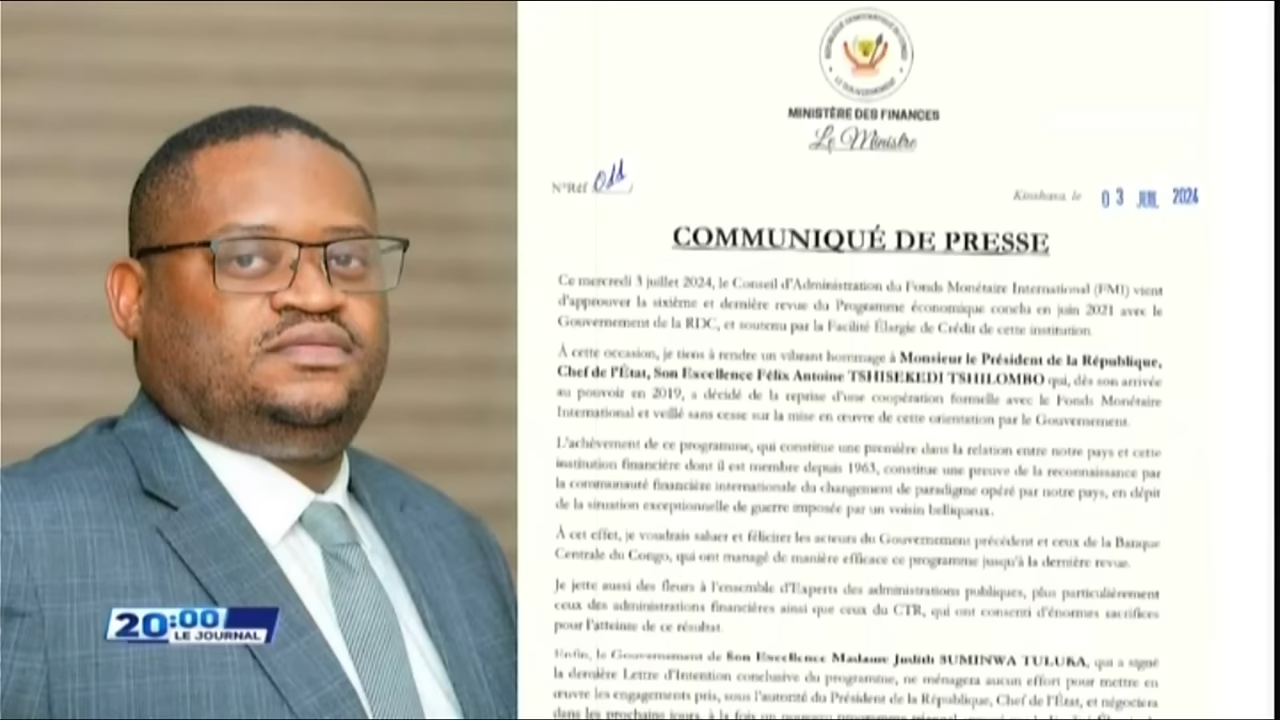 MINISTÈRE DES FINANCES
Le Ministre
N°Réf 011/
Kinshasa, le 03 JUIL 2024
COMMUNIQUÉ DE PRESSE
Ce mercredi 3 juillet 2024, le Conseil d'Administration du Fonds Monétaire International (FMI) vient
d'approuver la sixième et dernière revue du Programme économique conclu en juin 2021 avec le
Gouvernement de la RDC, et soutenu par la Facilité Élargie de Crédit de cette institution.
À cette occasion, je tiens à rendre un vibrant hommage à Monsieur le Président de la République,
Chef de l'État, Son Excellence Félix Antoine TSHISEKEDI TSHILOMBO qui, dès son arrivée
au pouvoir en 2019, a décidé de la reprise d'une coopération formelle avec le Fonds Monétaire
International et veillé sans cesse sur la mise en œuvre de cette orientation par le Gouvernement.
L'achèvement de ce programme, qui constitue une première dans la relation entre notre pays et cette
institution financière dont il est membre depuis 1963, constitue une preuve de la reconnaissance par
la communauté financière internationale du changement de paradigme opéré par notre pays, en dépit
de la situation exceptionnelle de guerre imposée par un voisin belliqueux.
À cet effet, je voudrais saluer et féliciter les acteurs du Gouvernement précédent et ceux de la Banque
Centrale du Congo, qui ont managé de manière efficace ce programme jusqu'à la dernière revue.
Je jette aussi des fleurs à l'ensemble d'Experts des administrations publiques, plus particulièrement
ceux des administrations financières ainsi que ceux du CTR, qui ont consenti d'énormes sacrifices
pour l'atteinte de ce résultat.
Enfin, le Gouvernement de Son Excellence Madame Judith SUMINWA TULUKA, qui a signé
la dernière Lettre d'Intention conclusive du programme, ne ménagera aucun effort pour mettre en
œuvre les engagements pris, sous l'autorité du Président de la République, Chef de l'État, et négociera
dans les prochains jours, à la fois un nouveau programme
20:00
LE JOURNAL